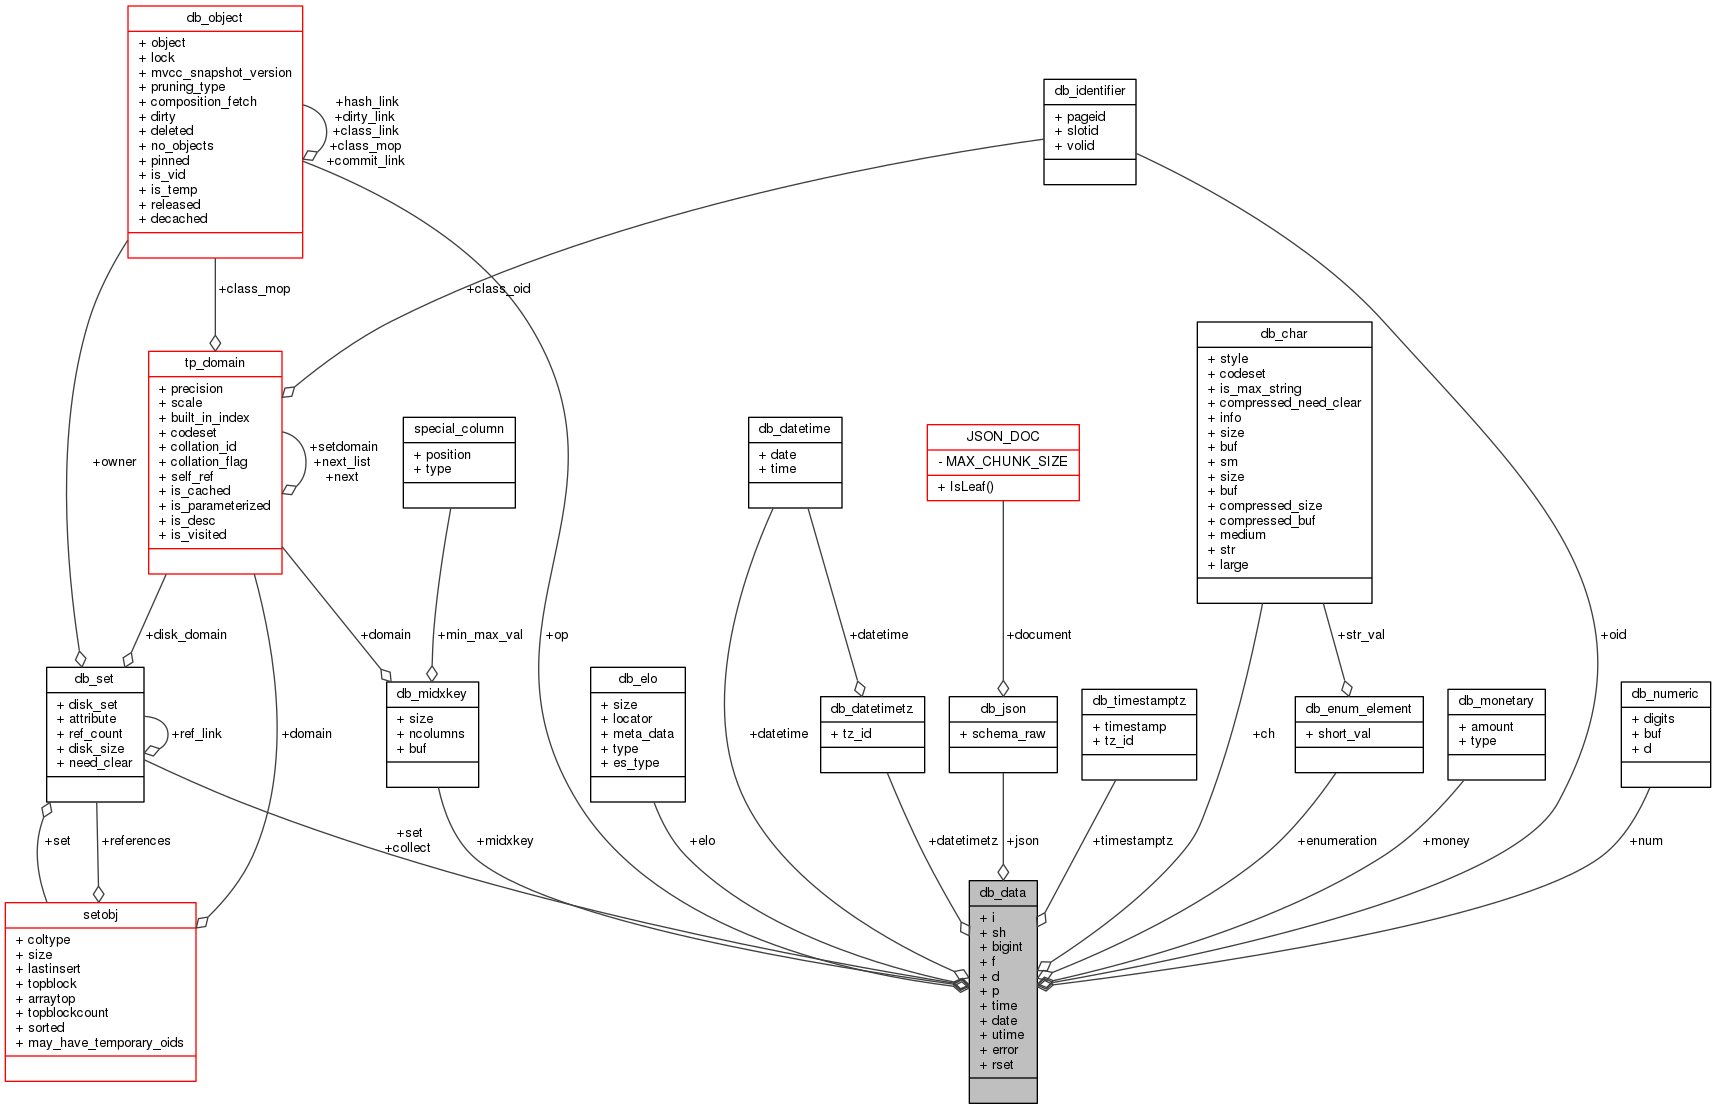 db_object
+ object
+ lock
+ mvcc_snapshot_version
+ pruning_type
+ composition_fetch
+ dirty
+ deleted
+ no_objects
+ pinned
+ is_vid
+ is_temp
+ released
+ decached
+hash_link
+dirty_link
+class_link
+class_mop
+commit_link
db_identifier
+ pageid
+ slotid
+ volid
+class_mop
+class_oid
tp_domain
+ precision
+ scale
+ built_in_index
+ codeset
+ collation_id
+ collation_flag
+ self_ref
+ is_cached
+ is_parameterized
+ is_desc
+ is_visited
+setdomain
+next_list
+next
+owner
special_column
+ position
+ type
db_datetime
+ date
+ time
JSON_DOC
- MAX_CHUNK_SIZE
+ IsLeaf()
db_char
+ style
+ codeset
+ is_max_string
+ compressed_need_clear
+ info
+ size
+ buf
+ sm
+ size
+ buf
+ compressed_size
+ compressed_buf
+ medium
+ str
+ large
+disk_domain
+domain
+min_max_val
+op
+datetime
+document
+str_val
+oid
db_set
+ disk_set
+ attribute
+ ref_count
+ disk_size
+ need_clear
+ref_link
+domain
db_midxkey
+ size
+ ncolumns
+ buf
db_elo
+ size
+ locator
+ meta_data
+ type
+ es_type
+datetime
db_datetimetz
+ tz_id
db_json
+ schema_raw
db_timestamptz
+ timestamp
+ tz_id
+ch
db_enum_element
+ short_val
db_monetary
+ amount
+ type
db_numeric
+ digits
+ buf
+ d
+set
+references
+set
+collect
+midxkey
+elo
+datetimetz
+json
+timestamptz
+enumeration
+money
+num
setobj
+ coltype
+ size
+ lastinsert
+ topblock
+ arraytop
+ topblockcount
+ sorted
+ may_have_temporary_oids
db_data
+ i
+ sh
+ bigint
+ f
+ d
+ p
+ time
+ date
+ utime
+ error
+ rset